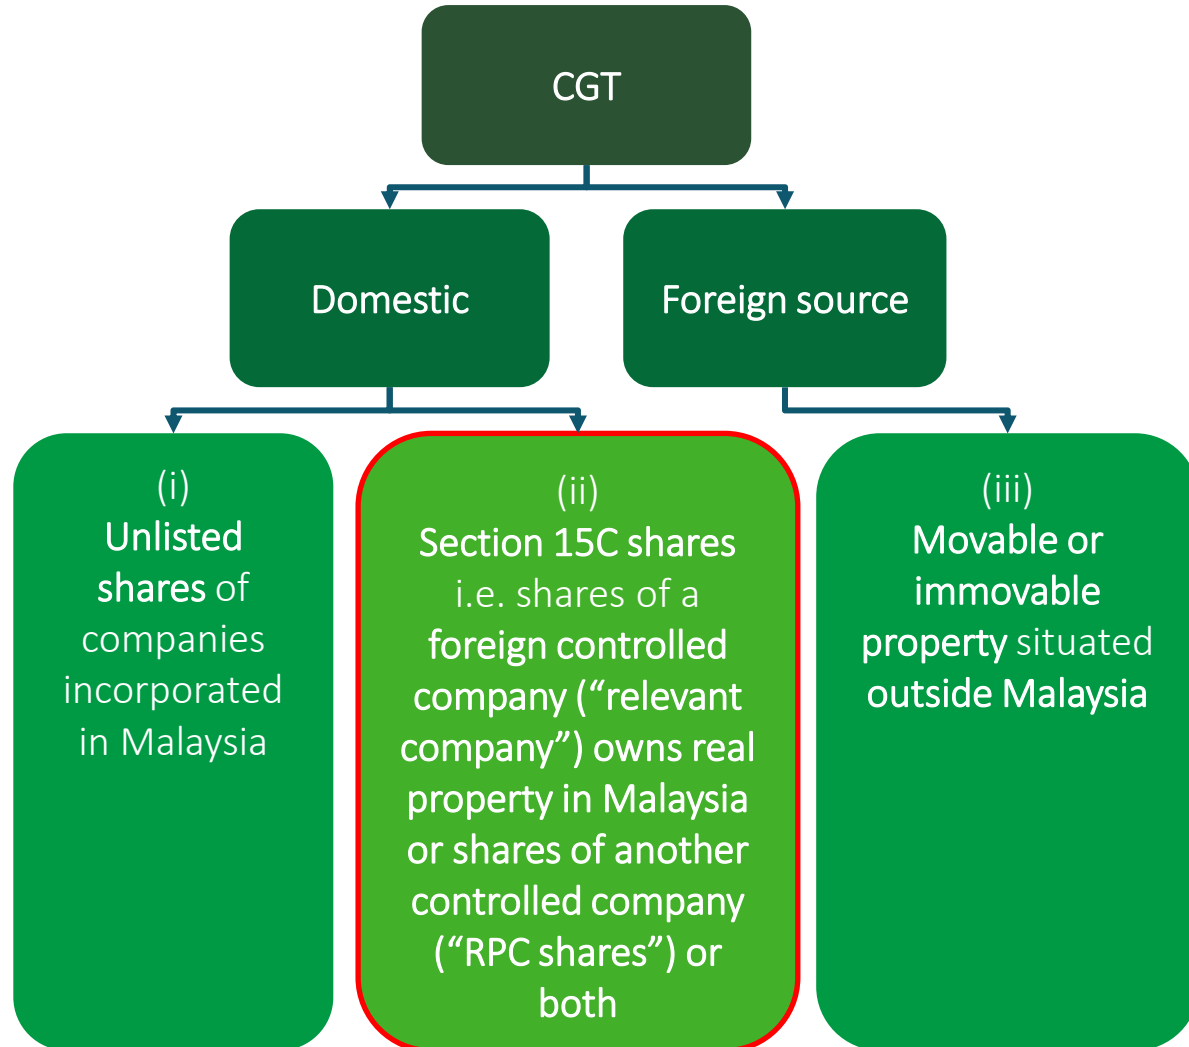 CGT
Domestic
Foreign source
(i)
Unlisted
shares of
companies
incorporated
in Malaysia
(ii)
Section 15C shares
i.e. shares of a
foreign controlled
company (“relevant
company”) owns real
property in Malaysia
or shares of another
controlled company
(“RPC shares”) or
both
(iii)
Movable or
immovable
property situated
outside Malaysia